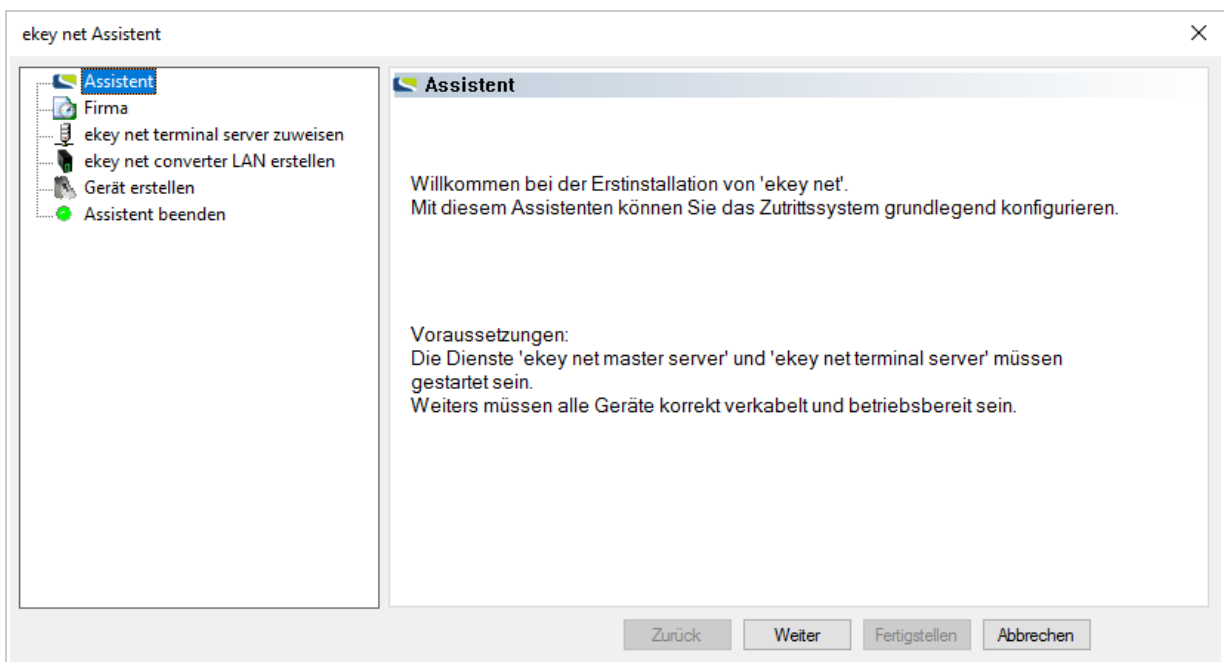 ekey net Assistent
Assistent
Firma
ekey net terminal server zuweisen
ekey net converter LAN erstellen
Gerät erstellen
Assistent beenden
Assistent
Willkommen bei der Erstinstallation von 'ekey net'.
Mit diesem Assistenten können Sie das Zutrittssystem grundlegend konfigurieren.
Voraussetzungen:
Die Dienste 'ekey net master server' und 'ekey net terminal server' müssen
gestartet sein.
Weiters müssen alle Geräte korrekt verkabelt und betriebsbereit sein.
Zurück Weiter Fertigstellen Abbrechen